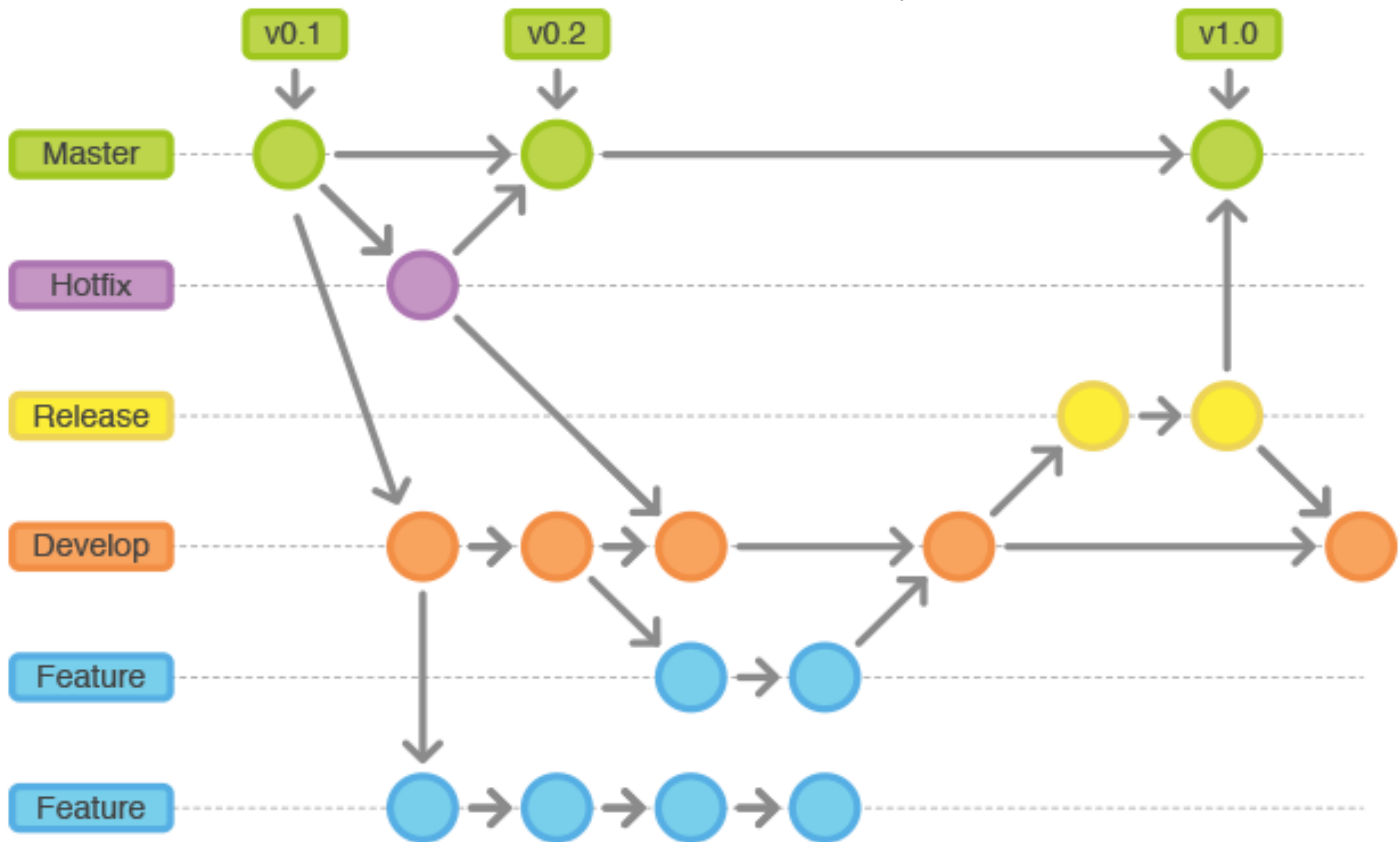 v0.1
v0.2
v1.0
Master
Hotfix
Release
Develop
Feature
Feature